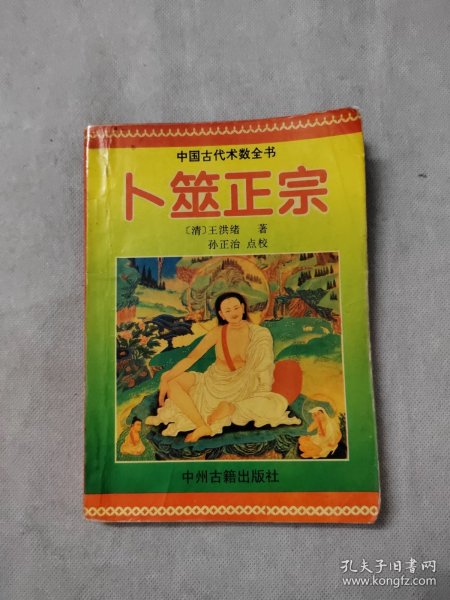 中国古代术数全书
卜筮正宗
〔清〕王洪绪 著
孙正治 点校
中州古籍出版社
孔夫子旧书网
www.kongfz.com